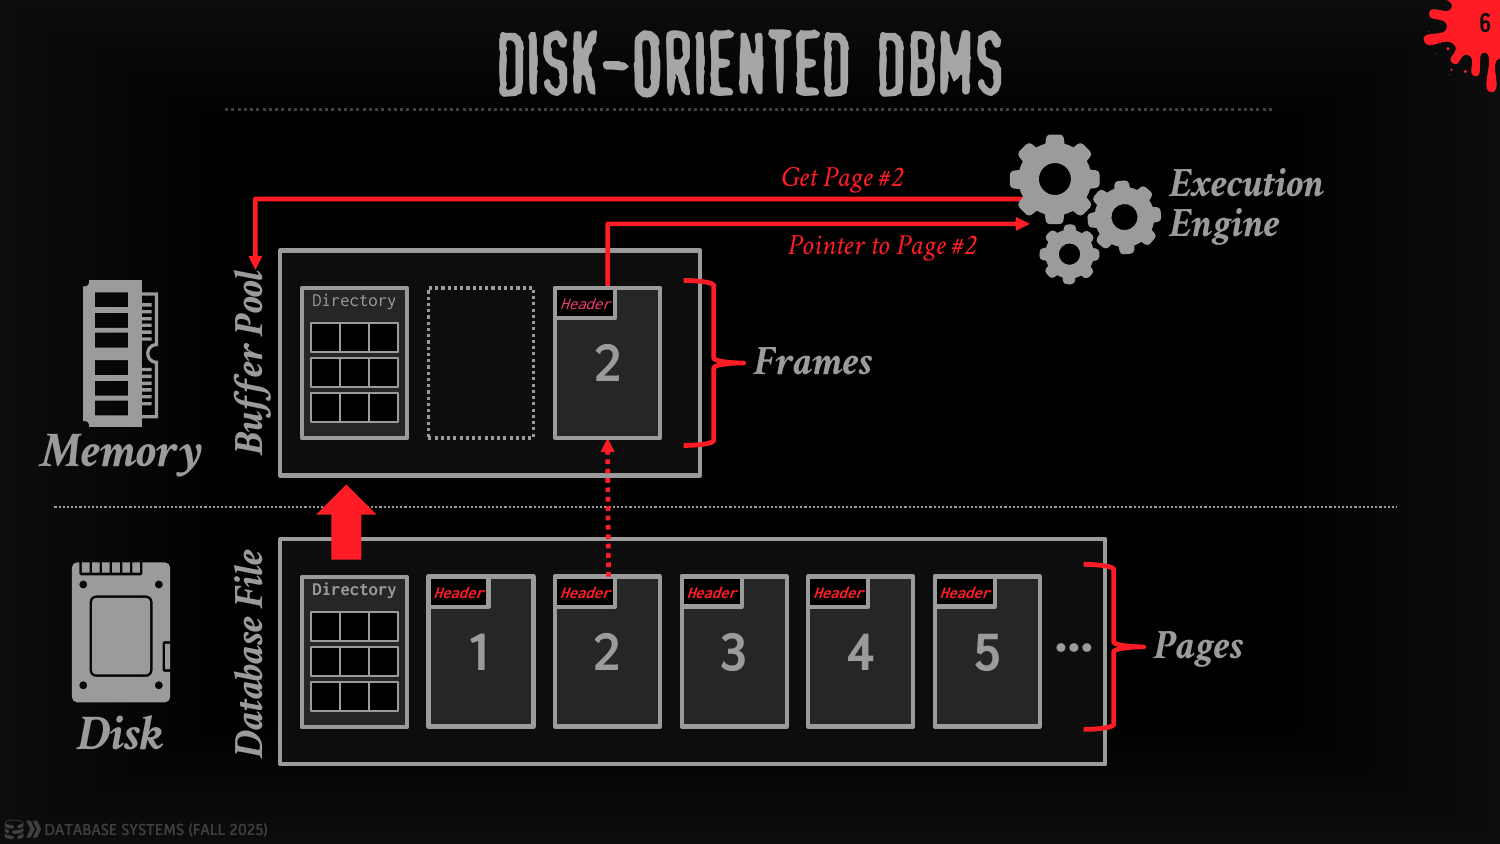 6
DISK-ORIENTED DBMS
Get Page #2
Execution
Engine
Pointer to Page #2
Memory
Buffer Pool
Directory
Header
2
Frames
Disk
Database File
Directory
Header
1
Header
2
Header
3
Header
4
Header
5
...
Pages
DATABASE SYSTEMS (FALL 2025)